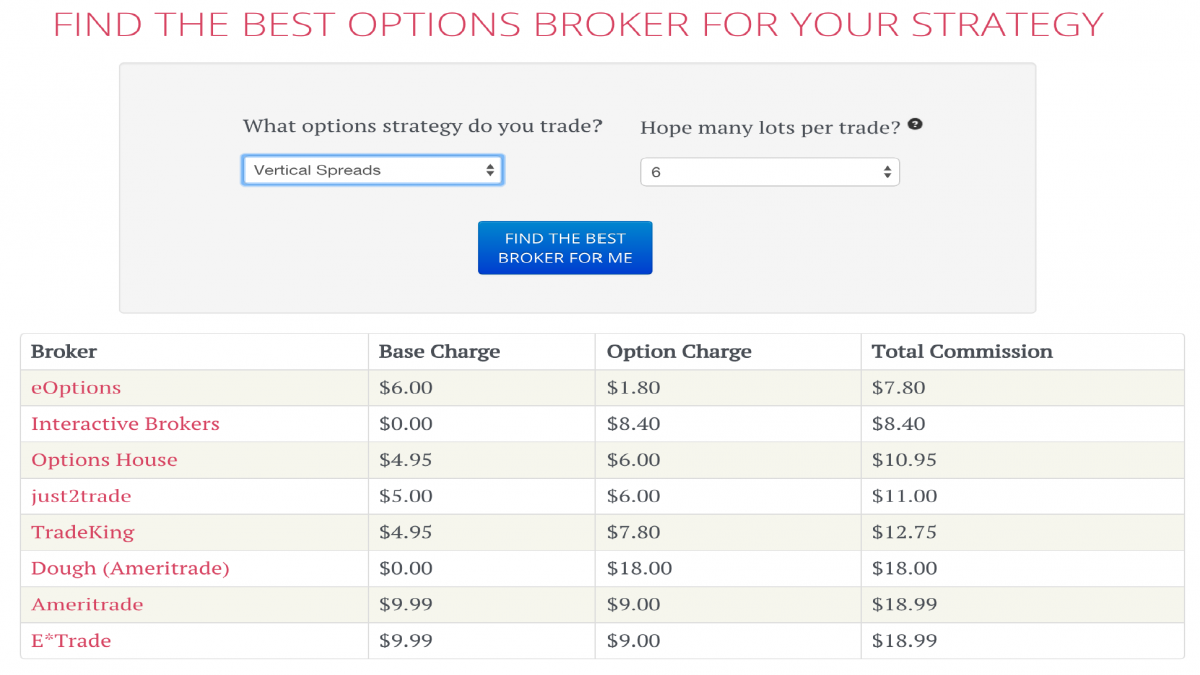 FIND THE BEST OPTIONS BROKER FOR YOUR STRATEGY
What options strategy do you trade? Hope many lots per trade? ?
Vertical Spreads 6
FIND THE BEST
BROKER FOR ME
Broker Base Charge Option Charge Total Commission
eOptions $6.00 $1.80 $7.80
Interactive Brokers $0.00 $8.40 $8.40
Options House $4.95 $6.00 $10.95
just2trade $5.00 $6.00 $11.00
TradeKing $4.95 $7.80 $12.75
Dough (Ameritrade) $0.00 $18.00 $18.00
Ameritrade $9.99 $9.00 $18.99
E*Trade $9.99 $9.00 $18.99